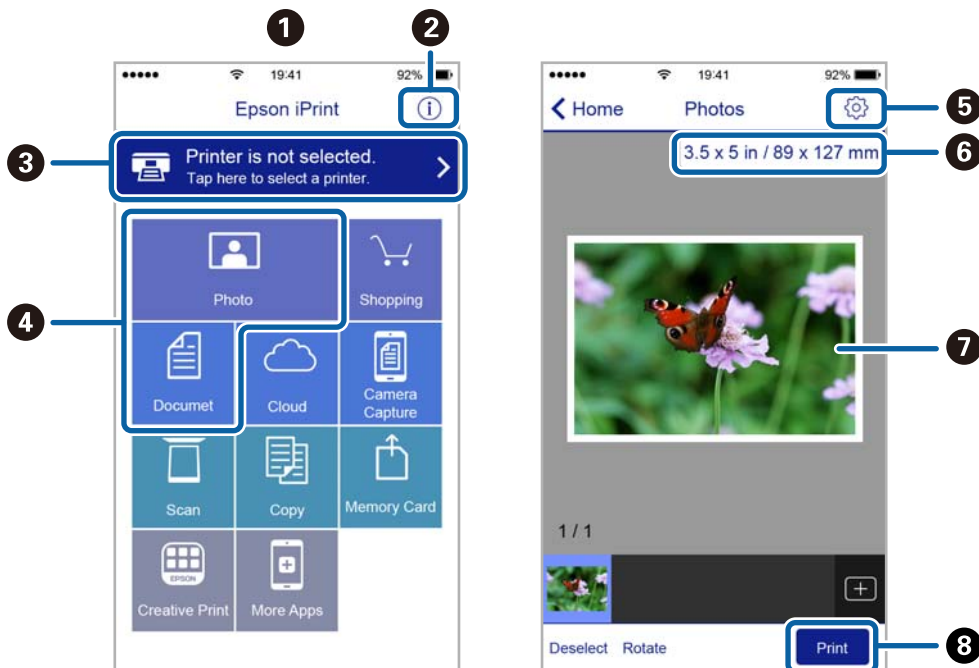 1
2
19:41
92%
Epson iPrint
i
3
Printer is not selected.
Tap here to select a printer.
4
Photo
Shopping
Documet
Cloud
Camera
Capture
Scan
Copy
Memory Card
EPSON
Creative Print
More Apps
19:41
92%
Home
Photos
5
3.5 x 5 in / 89 x 127 mm
6
7
1 / 1
Deselect
Rotate
Print
8